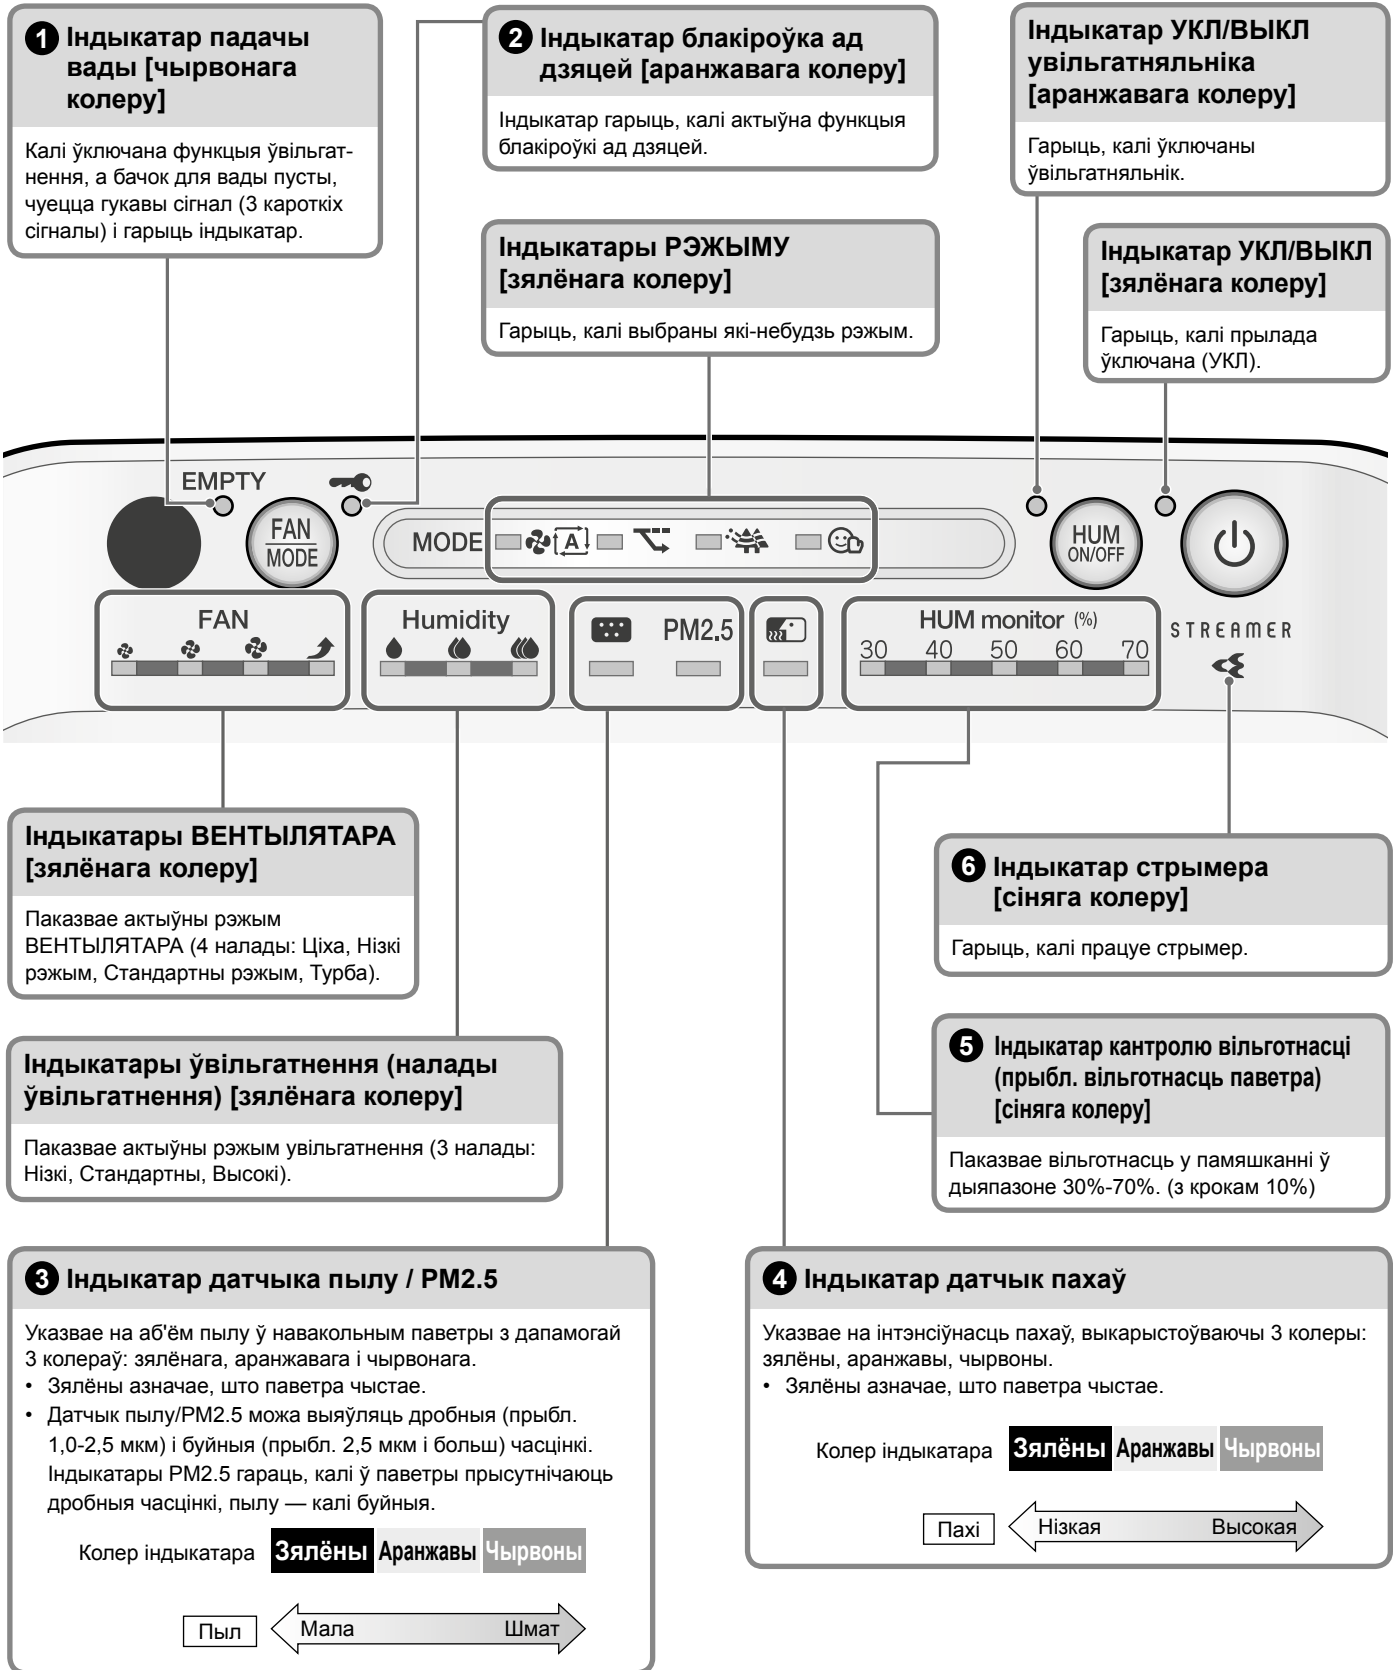 1 Індыкатар падачы
вады [чырвонага
колеру]
Калі ўключана функцыя ўвільгат-
нення, а бачок для вады пусты,
чуецца гукавы сігнал (3 кароткіх
сігналы) і гарыць індыкатар.
2 Індыкатар блакіроўка ад
дзяцей [аранжавага колеру]
Індыкатар гарыць, калі актыўна функцыя
блакіроўкі ад дзяцей.
Індыкатар УКЛ/ВЫКЛ
увільгатняльніка
[аранжавага колеру]
Гарыць, калі ўключаны
ўвільгатняльнік.
Індыкатары РЭЖЫМУ
[зялёнага колеру]
Гарыць, калі выбраны які-небудзь рэжым.
Індыкатар УКЛ/ВЫКЛ
[зялёнага колеру]
Гарыць, калі прылада
ўключана (УКЛ).
EMPTY
FAN
MODE
MODE
A
HUM
ON/OFF
FAN
Humidity
PM2.5
HUM monitor (%)
30 40 50 60 70
STREAMER
Індыкатары ВЕНТЫЛЯТАРА
[зялёнага колеру]
Паказвае актыўны рэжым
ВЕНТЫЛЯТАРА (4 налады: Ціха, Нізкі
рэжым, Стандартны рэжым, Турба).
6 Індыкатар стрымера
[сіняга колеру]
Гарыць, калі працуе стрымер.
Індыкатары ўвільгатнення (налады
ўвільгатнення) [зялёнага колеру]
Паказвае актыўны рэжым увільгатнення (3 налады:
Нізкі, Стандартны, Высокі).
5 Індыкатар кантролю вільготнасці
(прыбл. вільготнасць паветра)
[сіняга колеру]
Паказвае вільготнасць у памяшканні ў
дыяпазоне 30%-70%. (з крокам 10%)
3 Індыкатар датчыка пылу / PM2.5
Указвае на аб'ём пылу ў навакольным паветры з дапамогай
3 колераў: зялёнага, аранжавага і чырвонага.
• Зялёны азначае, што паветра чыстае.
• Датчык пылу/PM2.5 можа выяўляць дробныя (прыбл.
1,0-2,5 мкм) і буйныя (прыбл. 2,5 мкм і больш) часцінкі.
Індыкатары PM2.5 гараць, калі ў паветры прысутнічаюць
дробныя часцінкі, пылу — калі буйныя.
Колер індыкатара Зялёны Аранжавы Чырвоны
Пыл Мала Шмат
4 Індыкатар датчык пахаў
Указвае на інтэнсіўнасць пахаў, выкарыстоўваючы 3 колеры:
зялёны, аранжавы, чырвоны.
• Зялёны азначае, што паветра чыстае.
Колер індыкатара Зялёны Аранжавы Чырвоны
Пахі Нізкая Высокая